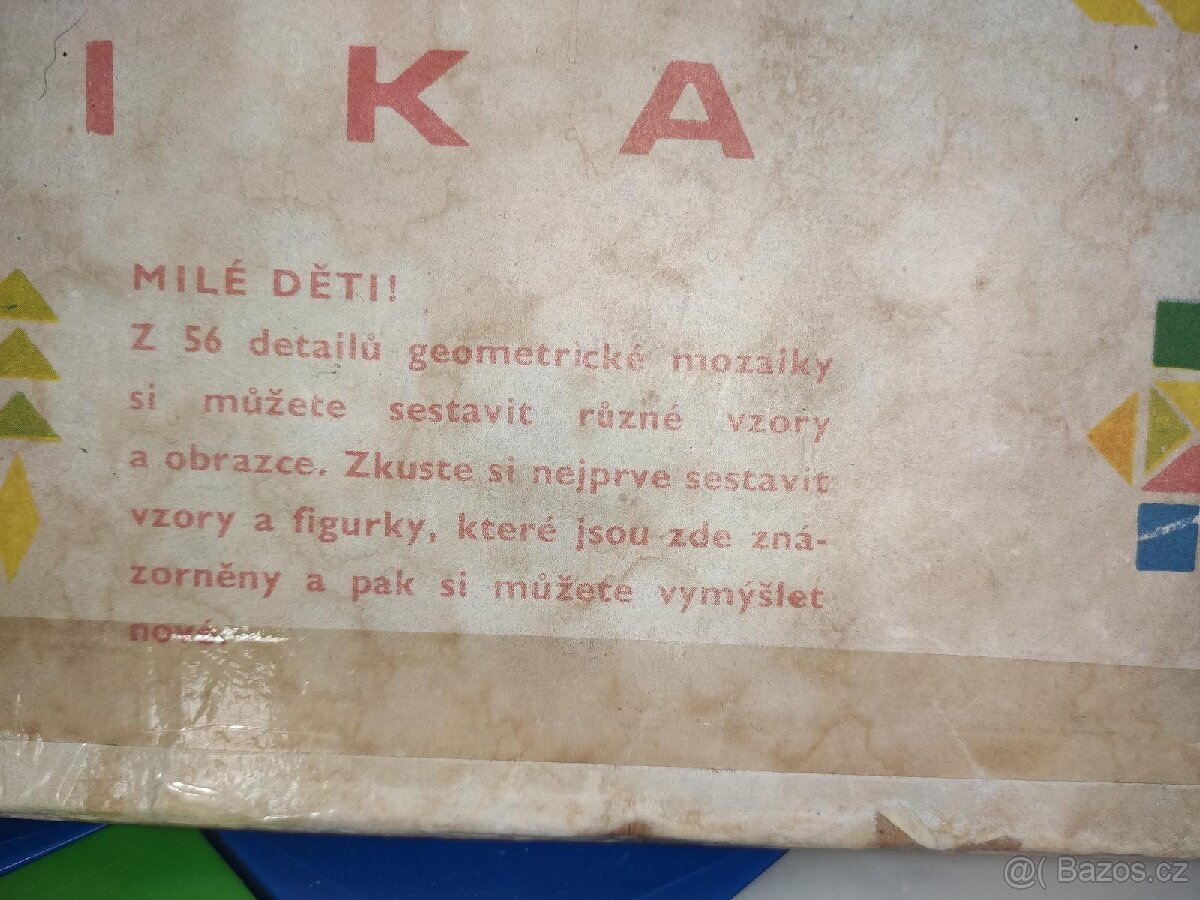 I K A
MILÉ DĚTI!
Z 56 detailů geometrické mozaiky
si můžete sestavit různé vzory
a obrazce. Zkuste si nejprve sestavit
vzory a figurky, které jsou zde zná-
zorněny a pak si můžete vymýšlet
nové.
@( Bazos.cz